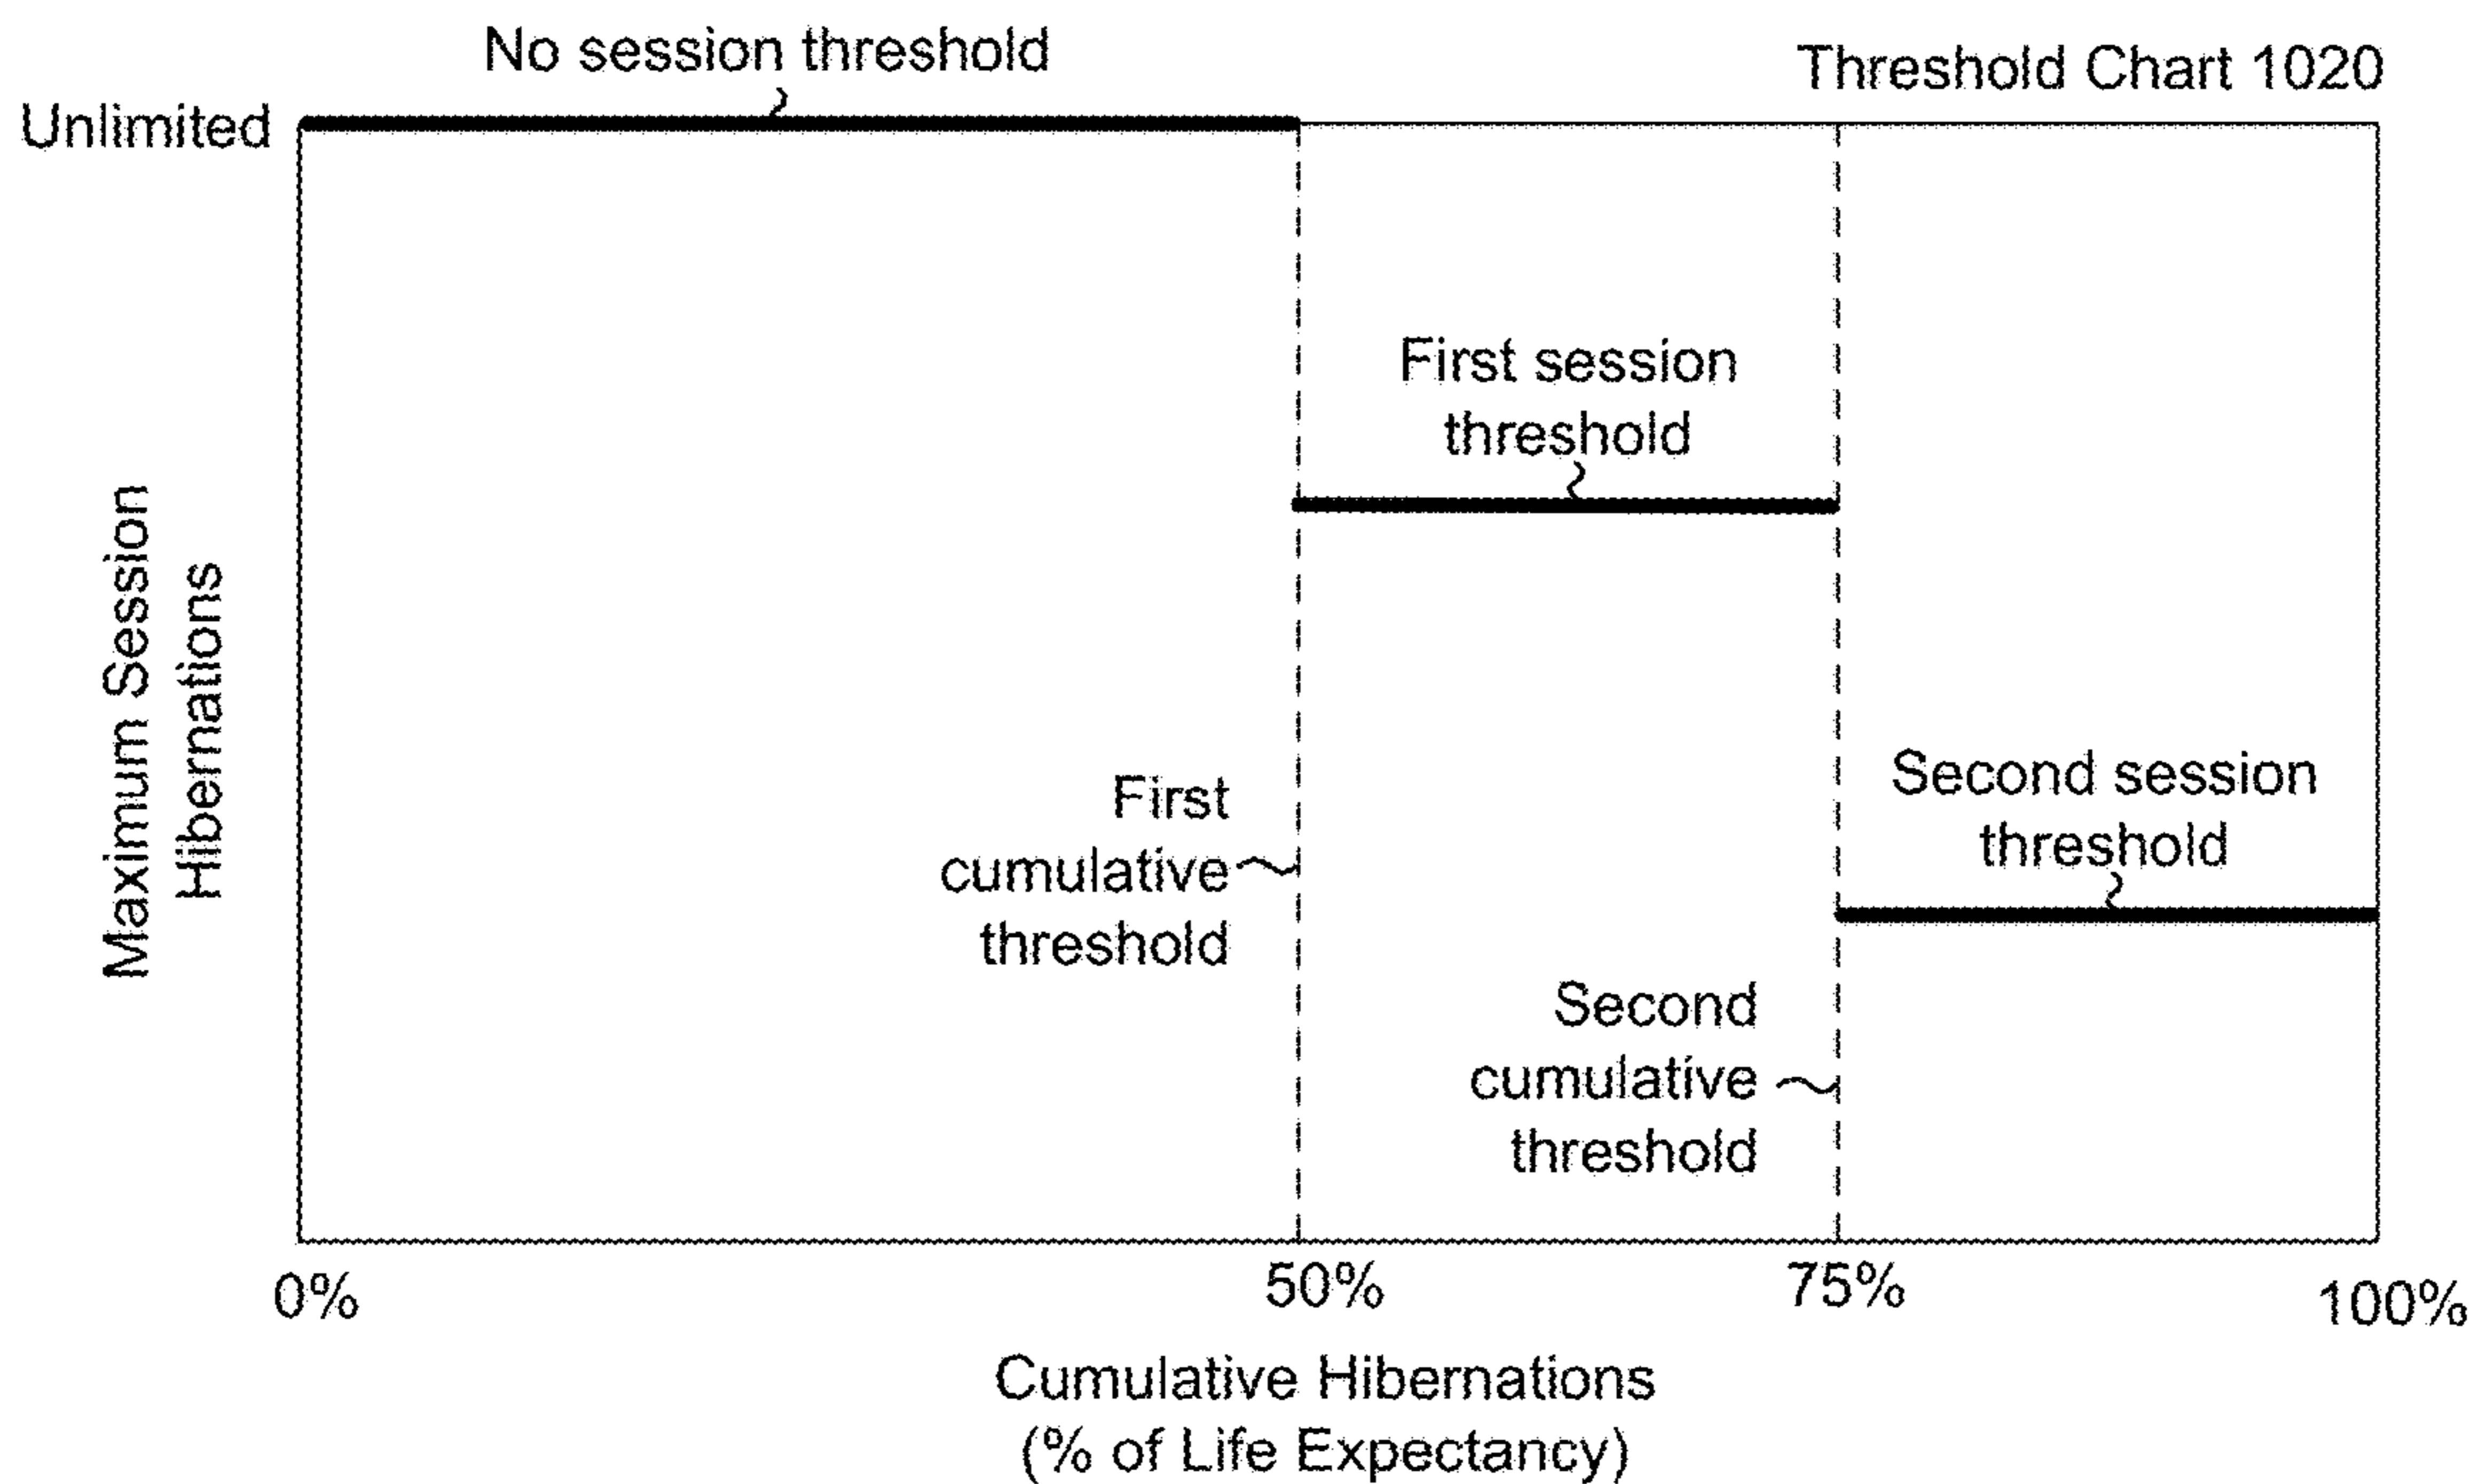 No session threshold
Threshold Chart 1020
Unlimited
First session
threshold
Maximum Session
Hibernations
First
cumulative
threshold
Second session
threshold
Second
cumulative
threshold
0%
50%
75%
100%
Cumulative Hibernations
(% of Life Expectancy)